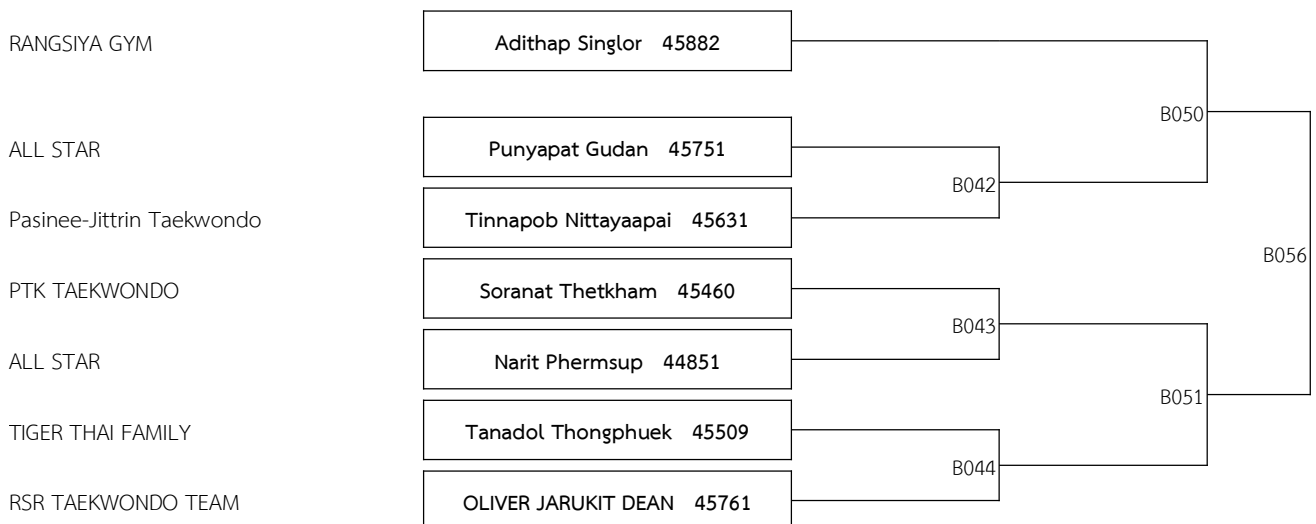 RANGSIYA GYM Adithap Singlor 45882
B050
ALL STAR Punyapat Gudan 45751
B042
Pasinee-Jittrin Taekwondo Tinnapob Nittayaapai 45631
B056
PTK TAEKWONDO Soranat Thetkham 45460
B043
ALL STAR Narit Phermsup 44851
B051
TIGER THAI FAMILY Tanadol Thongphuek 45509
B044
RSR TAEKWONDO TEAM OLIVER JARUKIT DEAN 45761